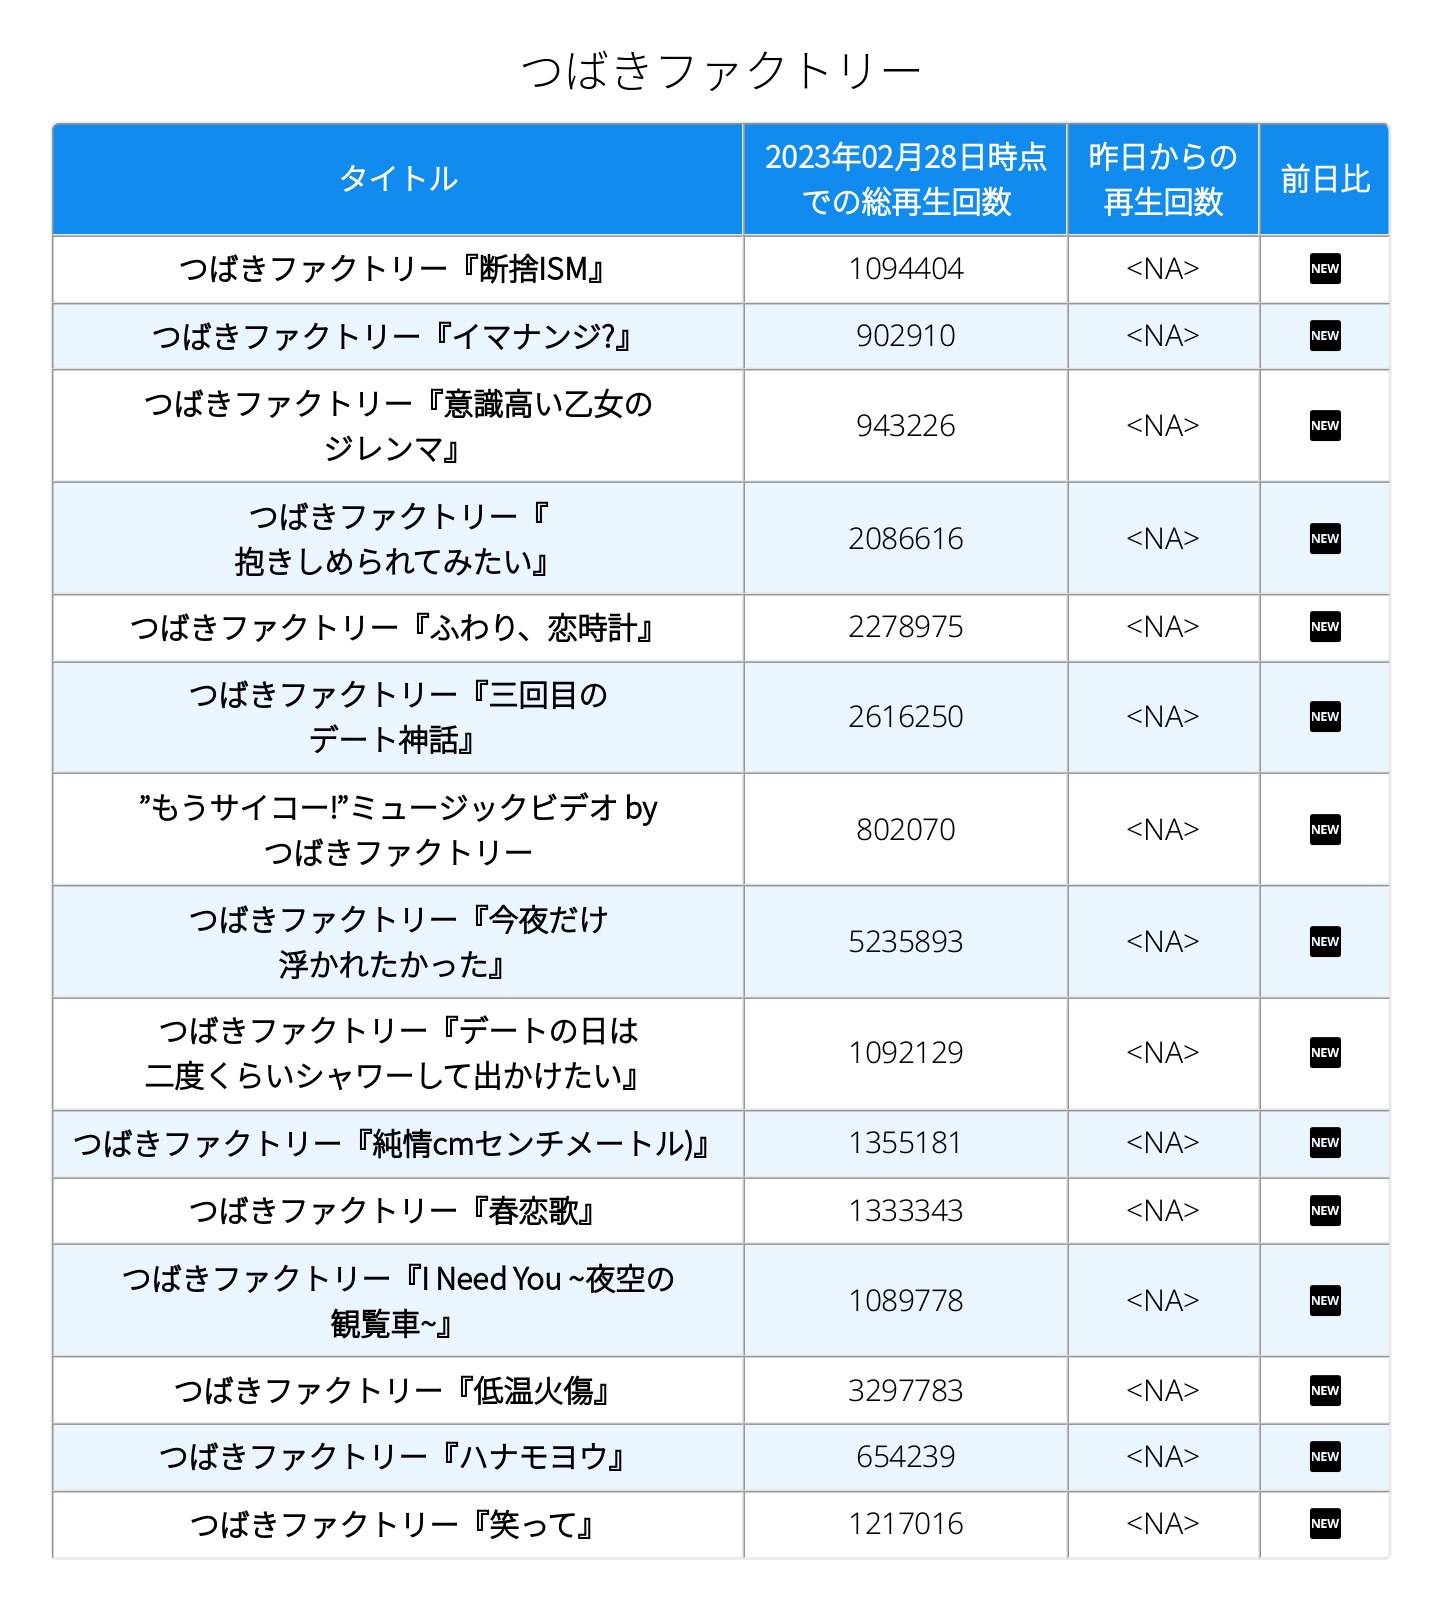 つばきファクトリー
タイトル
2023年02月28日時点
での総再生回数
昨日からの
再生回数
前日比
つばきファクトリー『断捨ISM』
1094404
<NA>
NEW
つばきファクトリー『イマナンジ?』
902910
<NA>
NEW
つばきファクトリー『意識高い乙女の
ジレンマ』
943226
<NA>
NEW
つばきファクトリー『
抱きしめられてみたい』
2086616
<NA>
NEW
つばきファクトリー『ふわり、恋時計』
2278975
<NA>
NEW
つばきファクトリー『三回目の
デート神話』
2616250
<NA>
NEW
”もうサイコー!”ミュージックビデオ by
つばきファクトリー
802070
<NA>
NEW
つばきファクトリー『今夜だけ
浮かれたかった』
5235893
<NA>
NEW
つばきファクトリー『デートの日は
二度くらいシャワーして出かけたい』
1092129
<NA>
NEW
つばきファクトリー『純情cmセンチメートル)』
1355181
<NA>
NEW
つばきファクトリー『春恋歌』
1333343
<NA>
NEW
つばきファクトリー『I Need You ~夜空の
観覧車~』
1089778
<NA>
NEW
つばきファクトリー『低温火傷』
3297783
<NA>
NEW
つばきファクトリー『ハナモヨウ』
654239
<NA>
NEW
つばきファクトリー『笑って』
1217016
<NA>
NEW